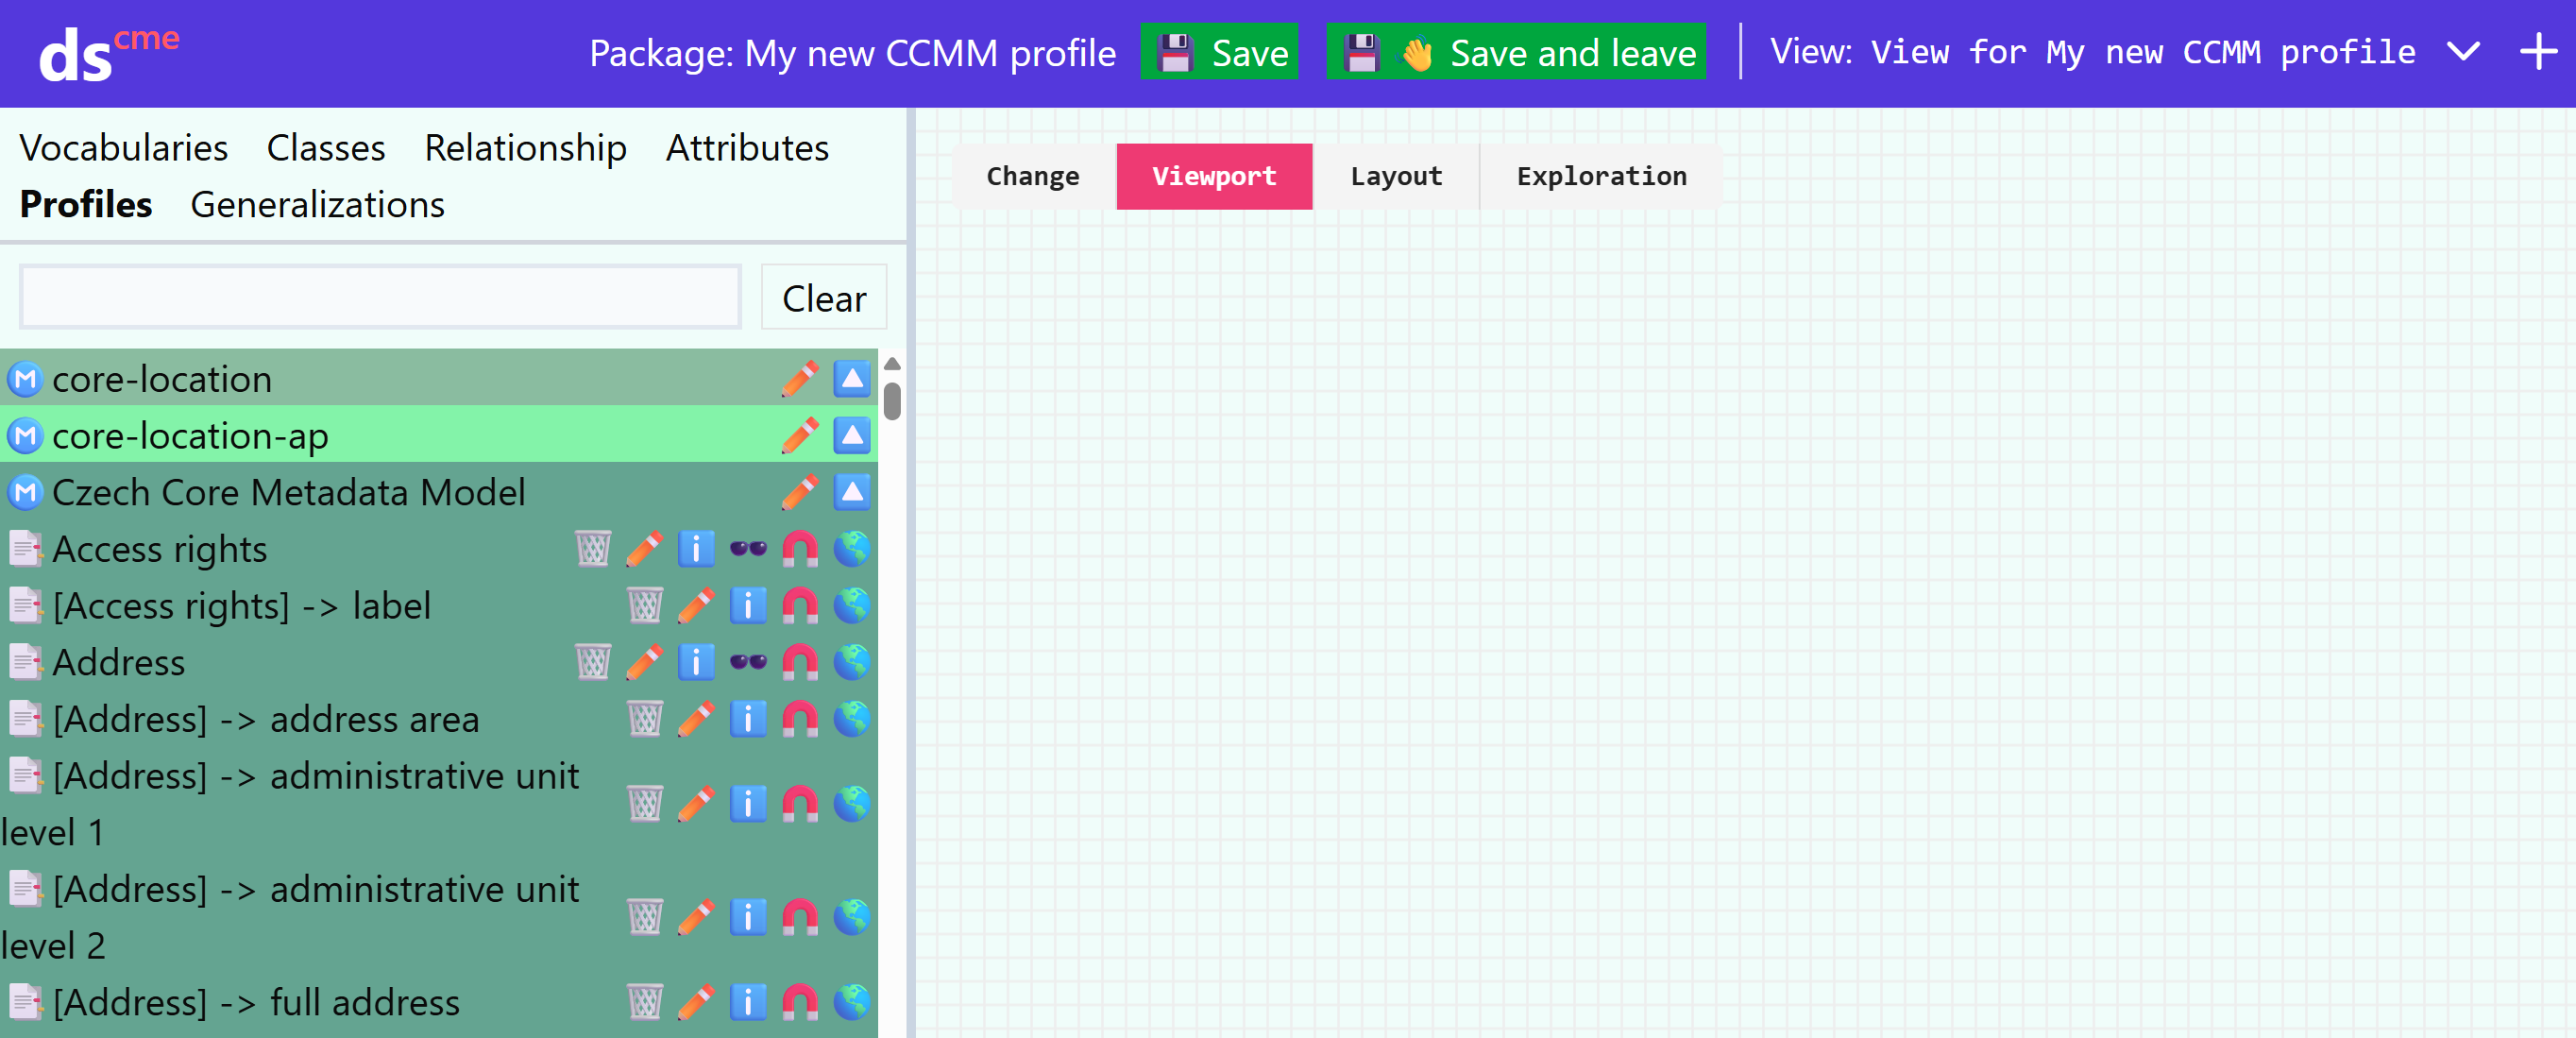 ds cme
Package: My new CCMM profile 💾 Save 💾 👋 Save and leave View: View for My new CCMM profile
Vocabularies Classes Relationship Attributes
Profiles Generalizations
Clear
core-location
core-location-ap
Czech Core Metadata Model
Access rights
[Access rights] -> label
Address
[Address] -> address area
[Address] -> administrative unit
level 1
[Address] -> administrative unit
level 2
[Address] -> full address
Change Viewport Layout Exploration